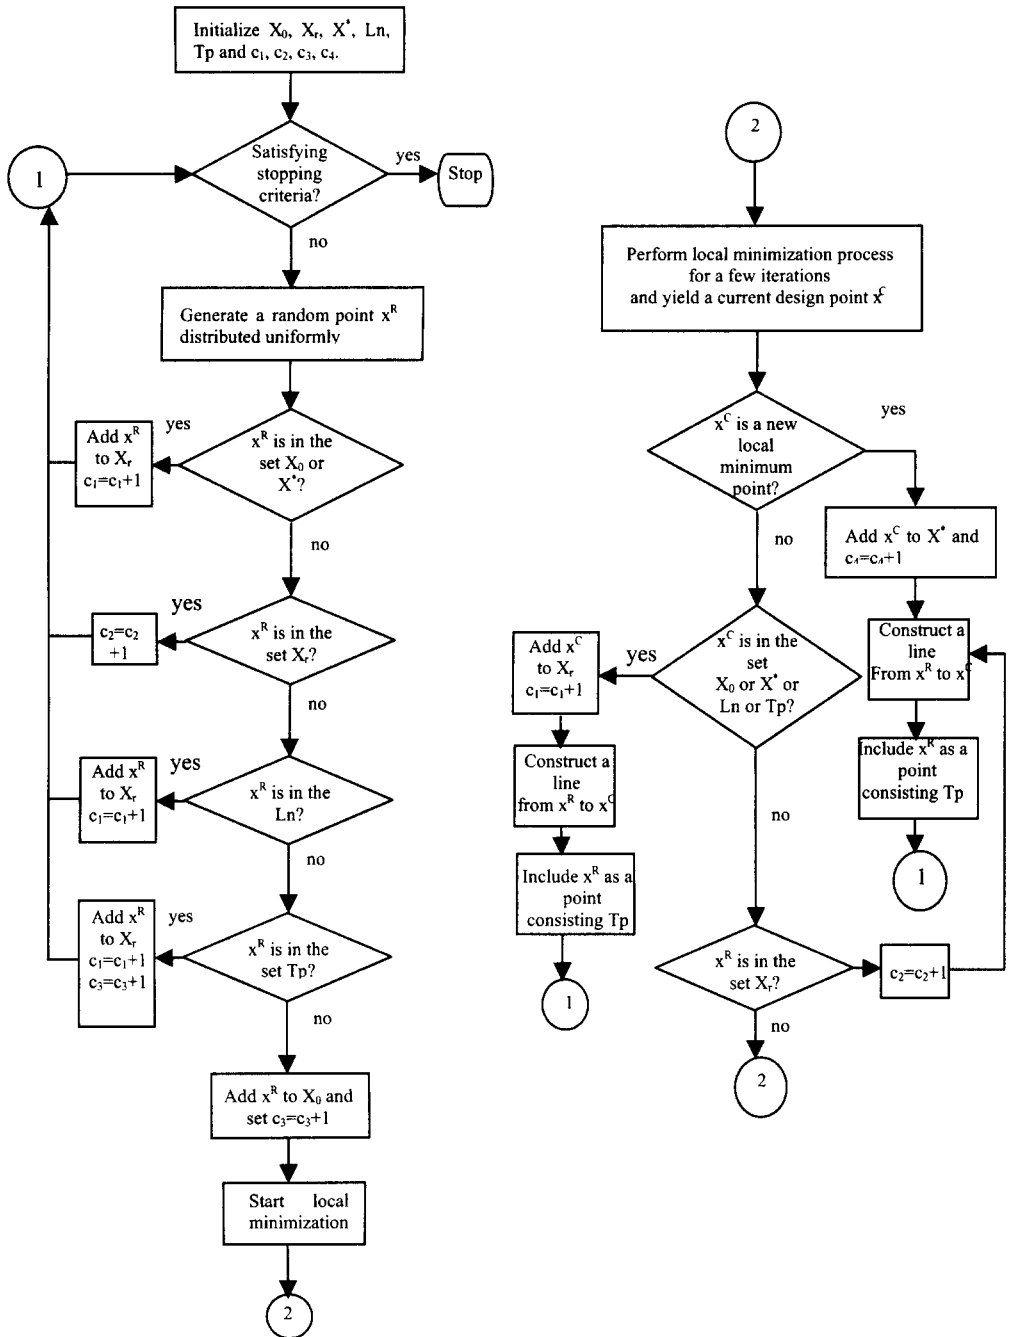 Initialize X₀, Xᵣ, X*, Ln,
Tp and c₁, c₂, c₃, c₄.
1
Satisfying
stopping
criteria?
yes
Stop
no
Generate a random point xᴿ
distributed uniformly
xᴿ is in the
set X₀ or
X*?
yes
Add xᴿ
to Xᵣ
c₁=c₁+1
no
xᴿ is in the
set Xᵣ?
yes
c₂=c₂
+1
no
xᴿ is in the
Ln?
yes
Add xᴿ
to Xᵣ
c₁=c₁+1
no
xᴿ is in the
set Tp?
yes
Add xᴿ
to Xᵣ
c₁=c₁+1
c₃=c₃+1
no
Add xᴿ to X₀ and
set c₃=c₃+1
Start local
minimization
2
2
Perform local minimization process
for a few iterations
and yield a current design point xᶜ
xᶜ is a new
local
minimum
point?
yes
Add xᶜ to X* and
c₄=c₄+1
Construct a
line
From xᴿ to xᶜ
Include xᴿ as a
point
consisting Tp
1
no
xᶜ is in the
set
X₀ or X* or
Ln or Tp?
yes
Add xᶜ
to Xᵣ
c₁=c₁+1
Construct a
line
from xᴿ to xᶜ
Include xᴿ as a
point
consisting Tp
1
no
xᴿ is in the
set Xᵣ?
c₂=c₂+1
no
2